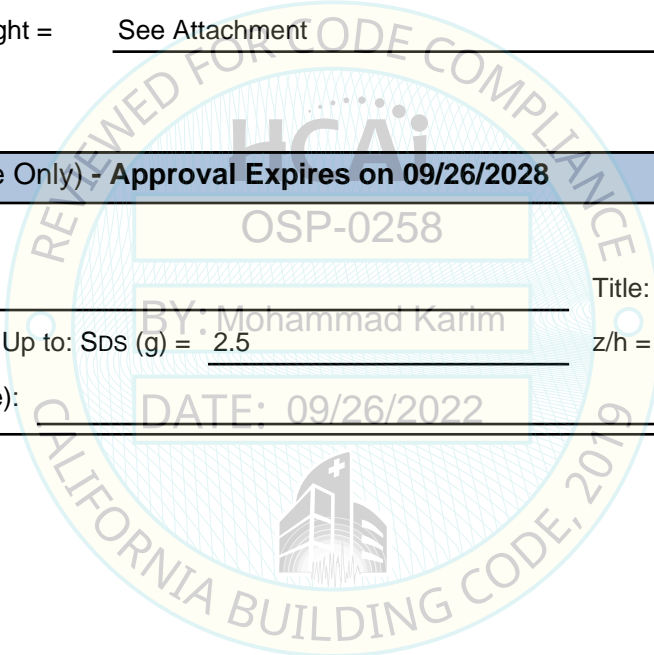 ght = See Attachment
REVIEWED FOR CODE COMPLIANCE
HCAi
e Only) - Approval Expires on 09/26/2028
OSP-0258
Title:
BY: Mohammad Karim
Up to: SDS (g) = 2.5 z/h =
e):
DATE: 09/26/2022
CALIFORNIA BUILDING CODE, 2019